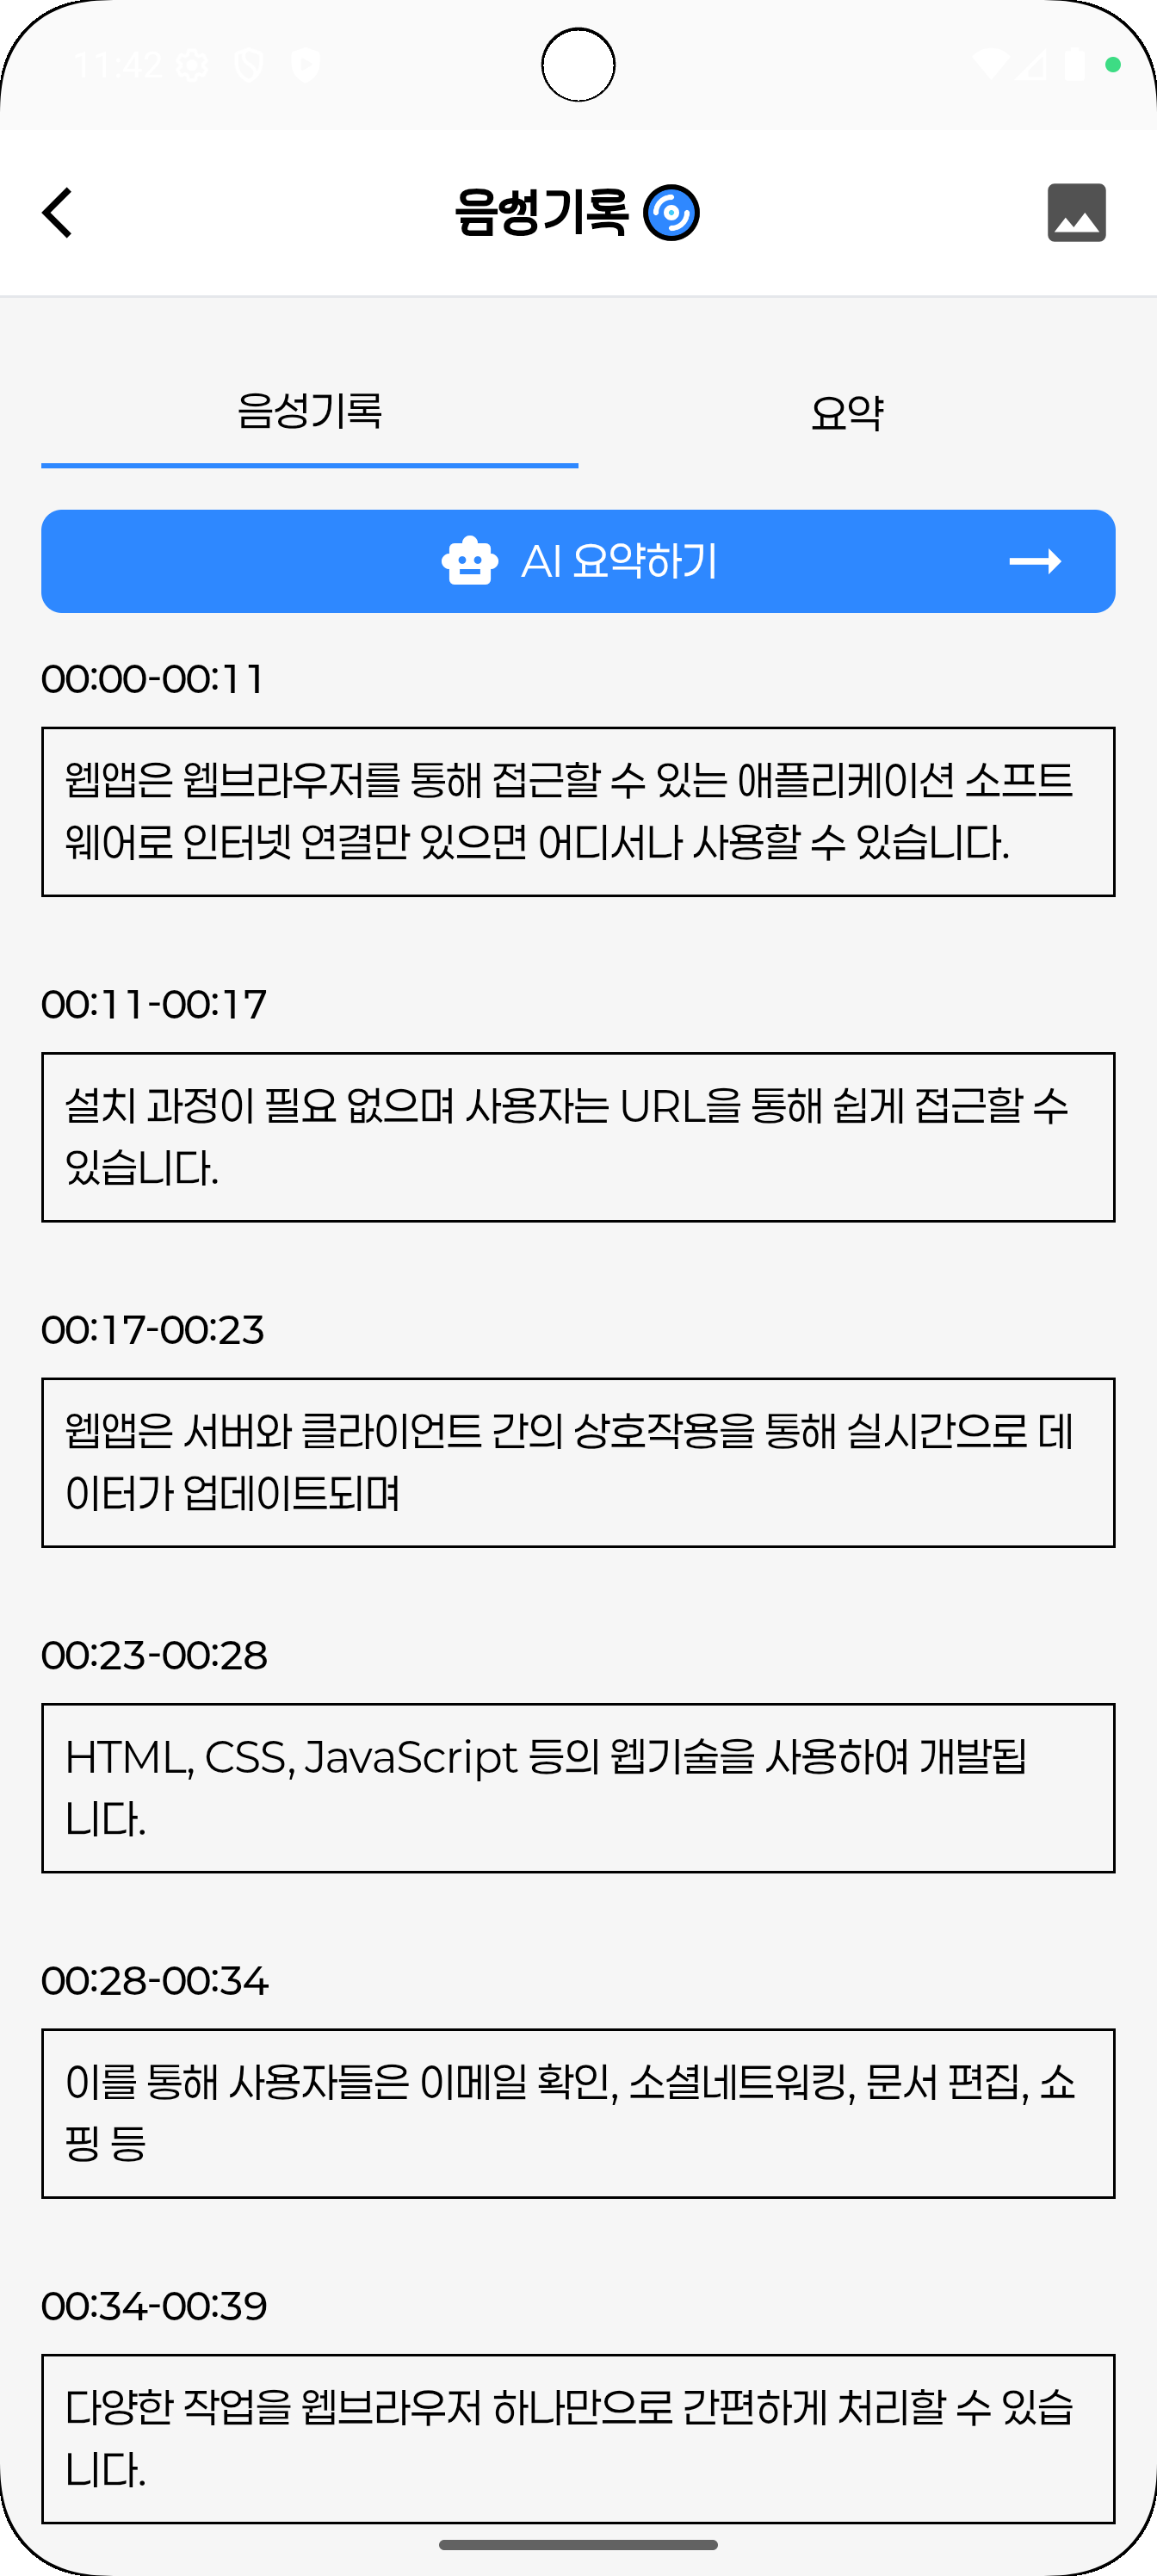 11:42
음성기록
음성기록
요약
AI 요약하기
00:00-00:11
웹앱은 웹브라우저를 통해 접근할 수 있는 애플리케이션 소프트
웨어로 인터넷 연결만 있으면 어디서나 사용할 수 있습니다.
00:11-00:17
설치 과정이 필요 없으며 사용자는 URL을 통해 쉽게 접근할 수
있습니다.
00:17-00:23
웹앱은 서버와 클라이언트 간의 상호작용을 통해 실시간으로 데
이터가 업데이트되며
00:23-00:28
HTML, CSS, JavaScript 등의 웹기술을 사용하여 개발됩
니다.
00:28-00:34
이를 통해 사용자들은 이메일 확인, 소셜네트워킹, 문서 편집, 쇼
핑 등
00:34-00:39
다양한 작업을 웹브라우저 하나만으로 간편하게 처리할 수 있습
니다.